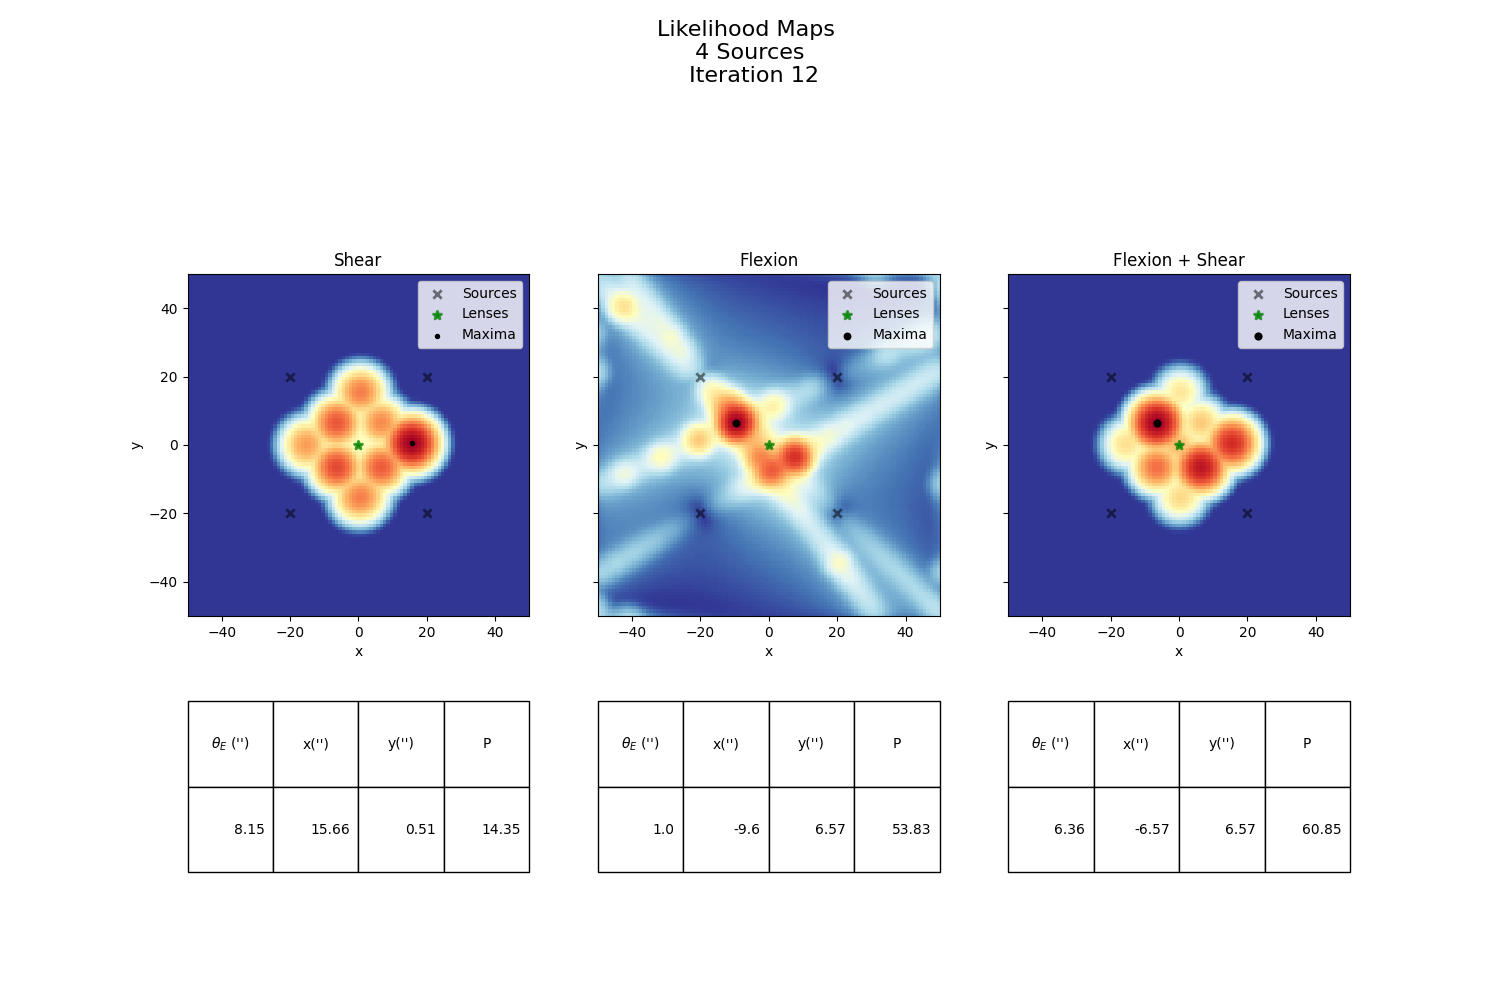 Likelihood Maps
4 Sources
Iteration 12
Shear
Sources
Lenses
Maxima
40
20
0
−20
−40
y
−40 −20 0 20 40
x
Flexion
Sources
Lenses
Maxima
y
−40 −20 0 20 40
x
Flexion + Shear
Sources
Lenses
Maxima
y
−40 −20 0 20 40
x
θ_E ('') x('') y('') P
8.15 15.66 0.51 14.35
θ_E ('') x('') y('') P
1.0 -9.6 6.57 53.83
θ_E ('') x('') y('') P
6.36 -6.57 6.57 60.85